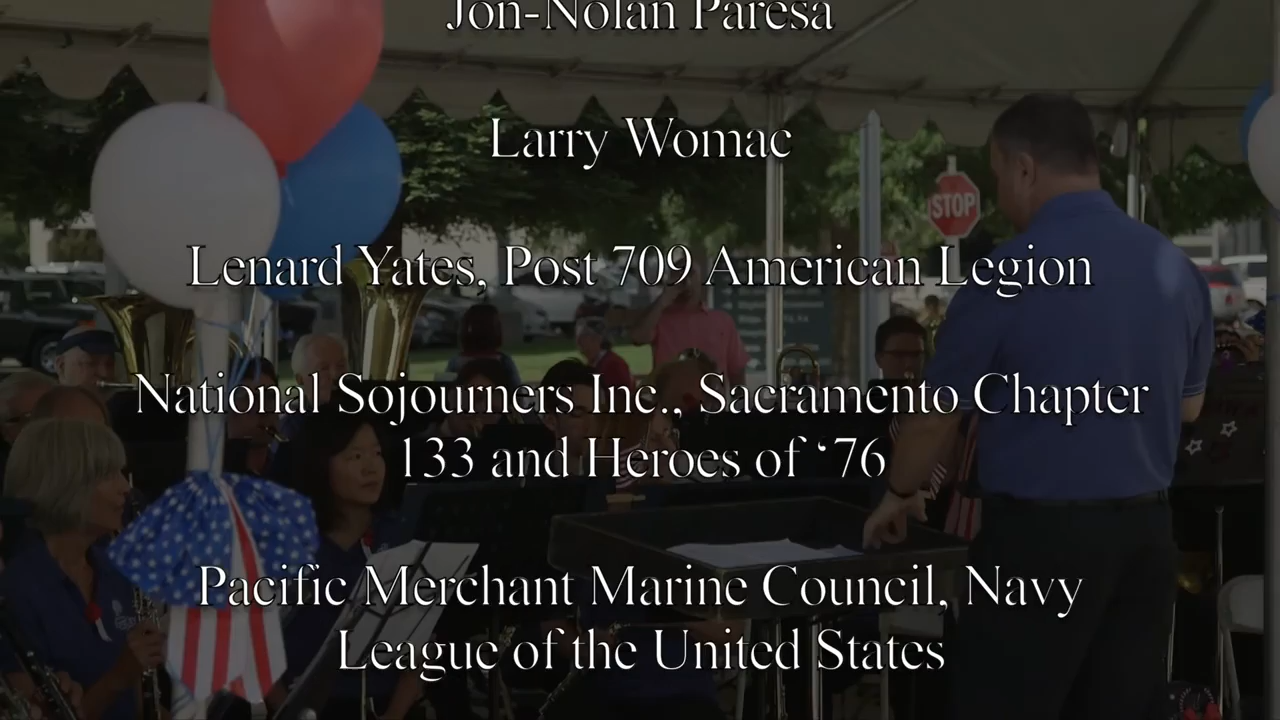 Jon-Nolan Paresa
Larry Womac
Lenard Yates, Post 709 American Legion
STOP
National Sojourners Inc., Sacramento Chapter
133 and Heroes of ‘76
Pacific Merchant Marine Council, Navy
League of the United States